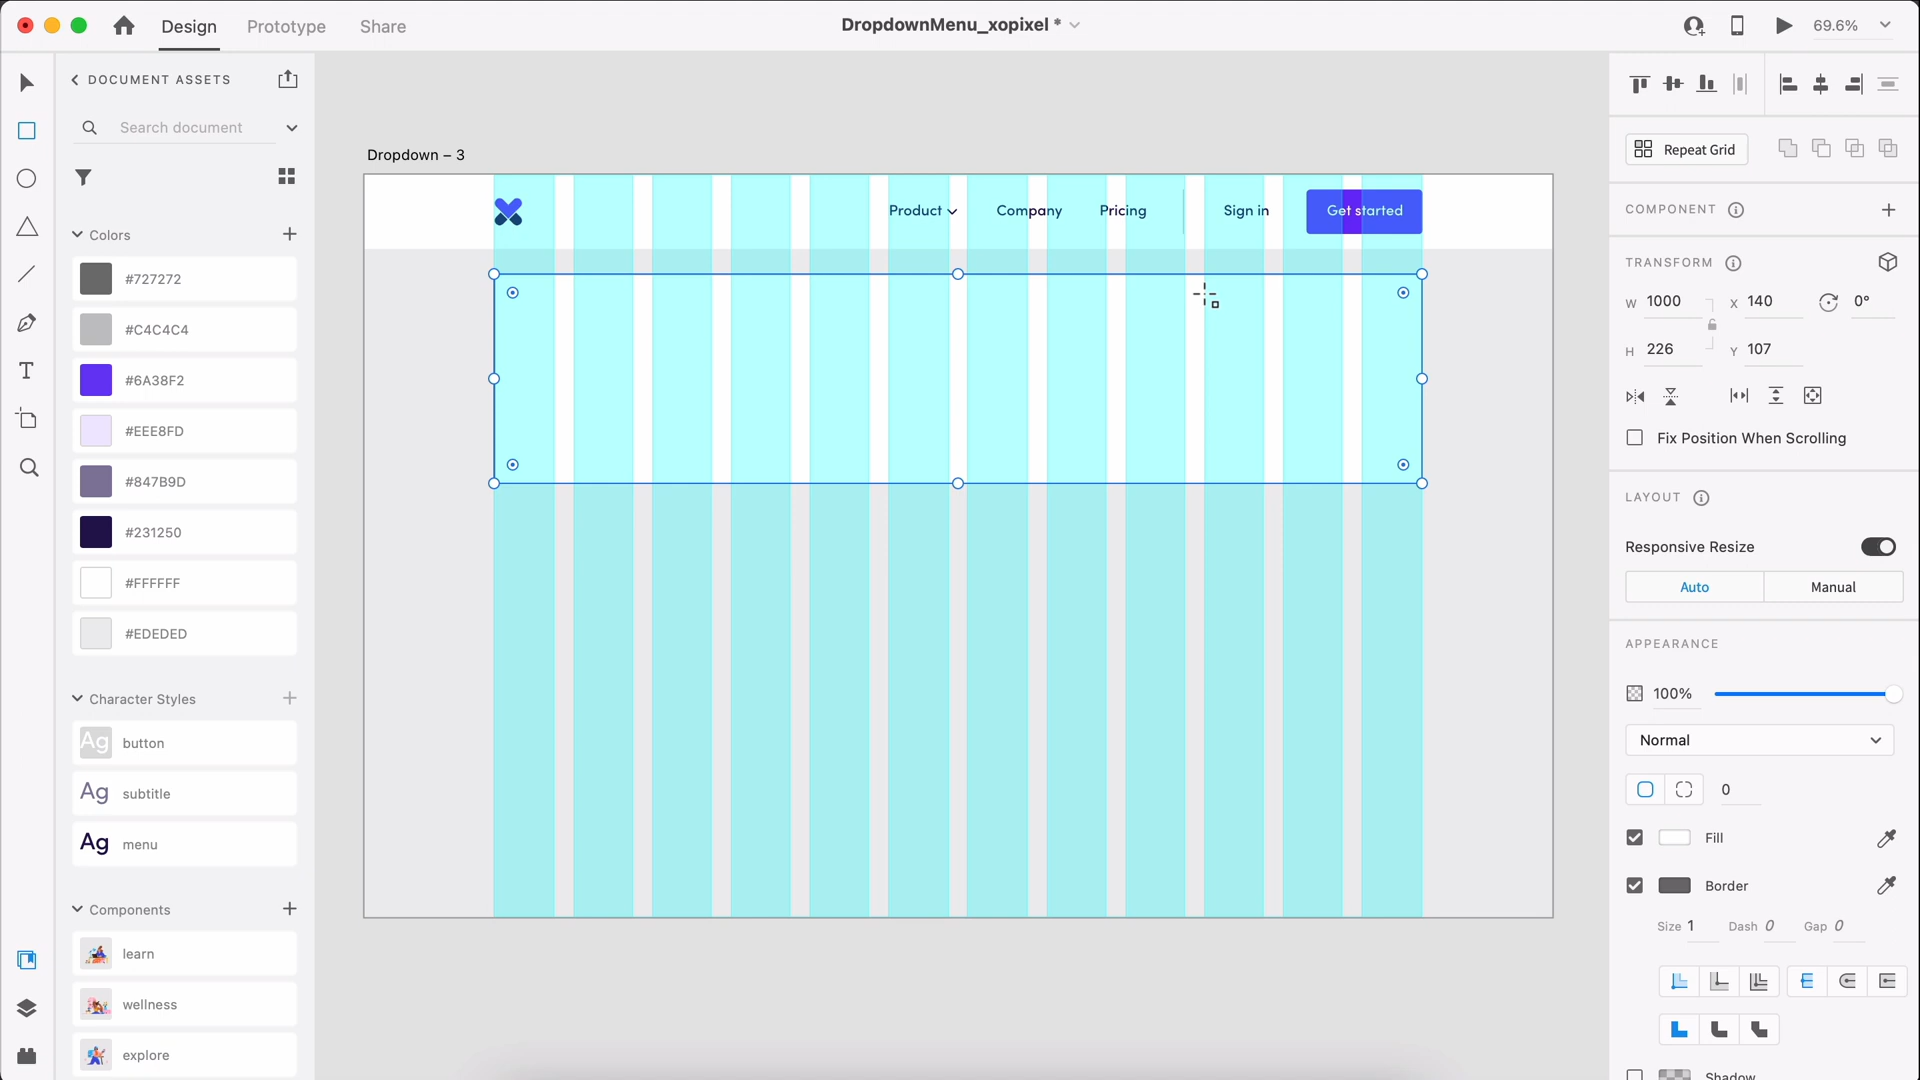 Design
Prototype
Share
DropdownMenu_xopixel *
69.6%
DOCUMENT ASSETS
Search document
Colors
#727272
#C4C4C4
#6A38F2
#EEE8FD
#847B9D
#231250
#FFFFFF
#EDEDED
Character Styles
Ag button
Ag subtitle
Ag menu
Components
learn
wellness
explore
Dropdown – 3
Product
Company
Pricing
Sign in
Get started
Repeat Grid
COMPONENT
TRANSFORM
W 1000 X 140 0°
H 226 Y 107
Fix Position When Scrolling
LAYOUT
Responsive Resize
Auto Manual
APPEARANCE
100%
Normal
0
Fill
Border
Size 1 Dash 0 Gap 0
Shadow